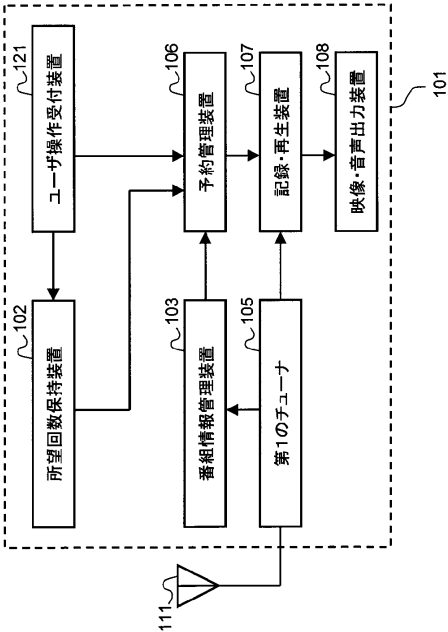 101
121
ユーザ操作受付装置
102
所望回数保持装置
106
予約管理装置
103
番組情報管理装置
107
記録・再生装置
105
第1のチューナ
108
映像・音声出力装置
111